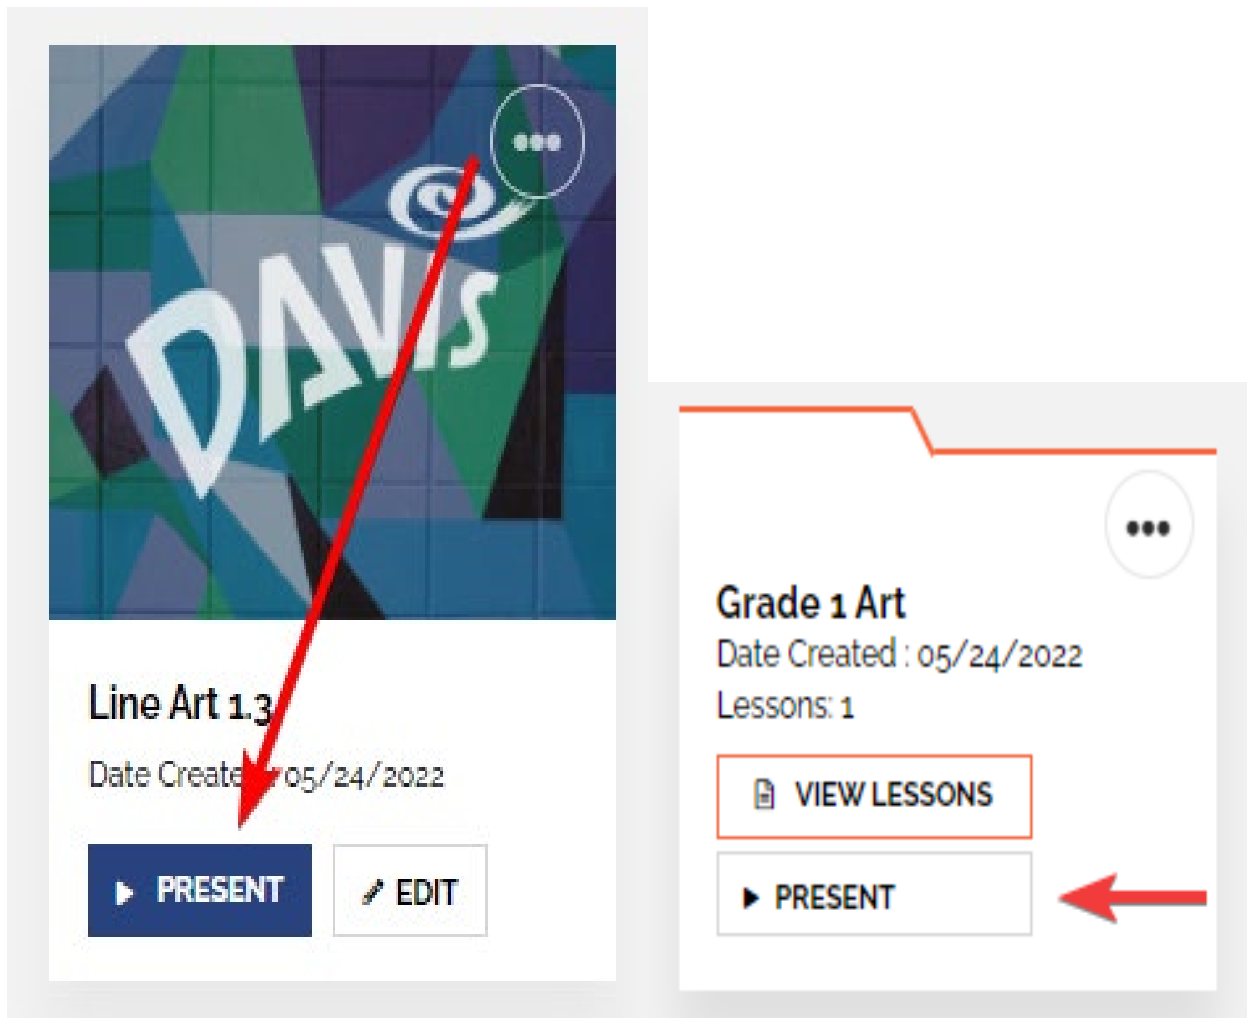 DAVIS
Line Art 1.3
Date Created : 05/24/2022
PRESENT
EDIT
Grade 1 Art
Date Created : 05/24/2022
Lessons: 1
VIEW LESSONS
PRESENT